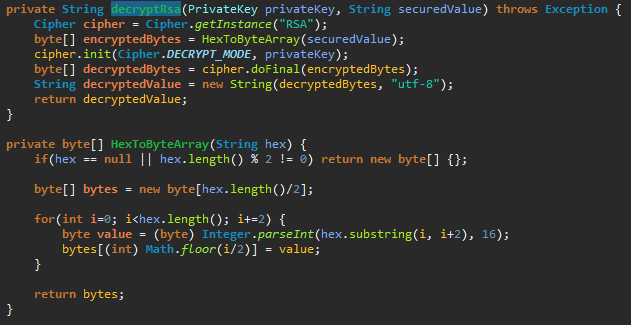 private String decryptRsa(PrivateKey privateKey, String securedValue) throws Exception {
    Cipher cipher = Cipher.getInstance("RSA");
    byte[] encryptedBytes = HexToByteArray(securedValue);
    cipher.init(Cipher.DECRYPT_MODE, privateKey);
    byte[] decryptedBytes = cipher.doFinal(encryptedBytes);
    String decryptedValue = new String(decryptedBytes, "utf-8");
    return decryptedValue;
}

private byte[] HexToByteArray(String hex) {
    if(hex == null || hex.length() % 2 != 0) return new byte[] {};

    byte[] bytes = new byte[hex.length()/2];

    for(int i=0; i<hex.length(); i+=2) {
        byte value = (byte) Integer.parseInt(hex.substring(i, i+2), 16);
        bytes[(int) Math.floor(i/2)] = value;
    }

    return bytes;
}